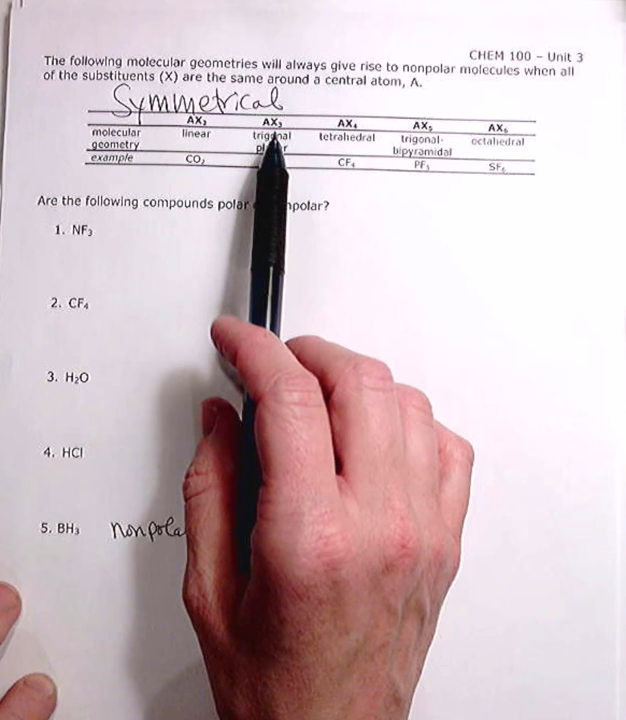 CHEM 100 – Unit 3
The following molecular geometries will always give rise to nonpolar molecules when all
of the substituents (X) are the same around a central atom, A.
Symmetrical
AX₂ AX₃ AX₄ AX₅ AX₆
molecular linear trigonal tetrahedral trigonal- octahedral
geometry bipyramidal
example CO₂ CF₄ PF₅ SF₆
Are the following compounds polar
1. NF₃
2. CF₄
3. H₂O
4. HCl
5. BH₃